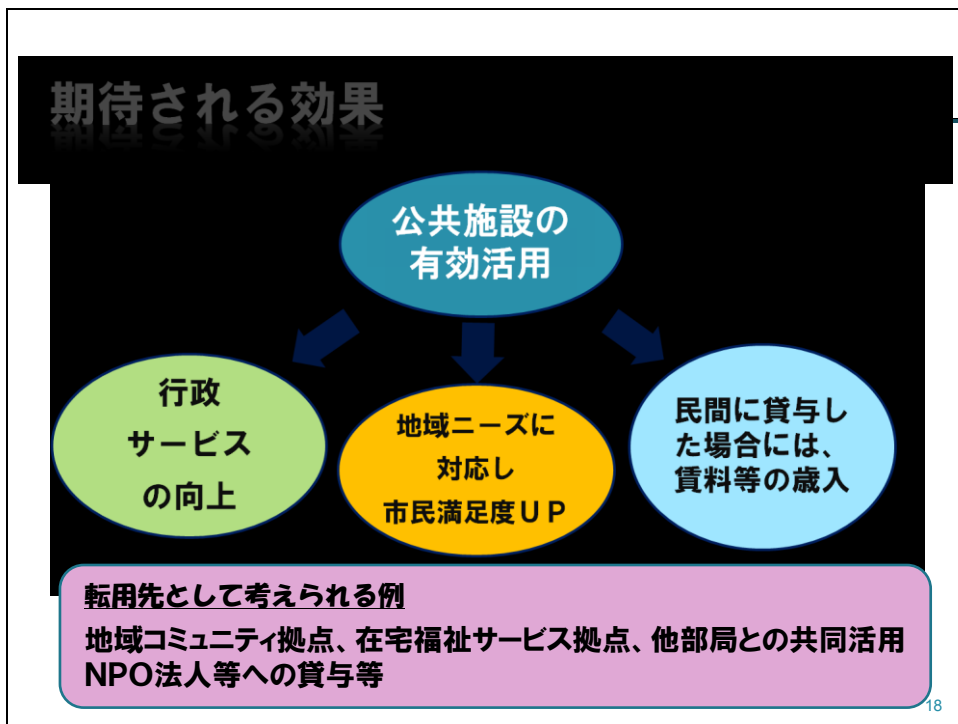 期待される効果
公共施設の
有効活用
行政
サービス
の向上
地域ニーズに
対応し
市民満足度UP
民間に貸与し
た場合には、
賃料等の歳入
転用先として考えられる例
地域コミュニティ拠点、在宅福祉サービス拠点、他部局との共同活用
NPO法人等への貸与等
18